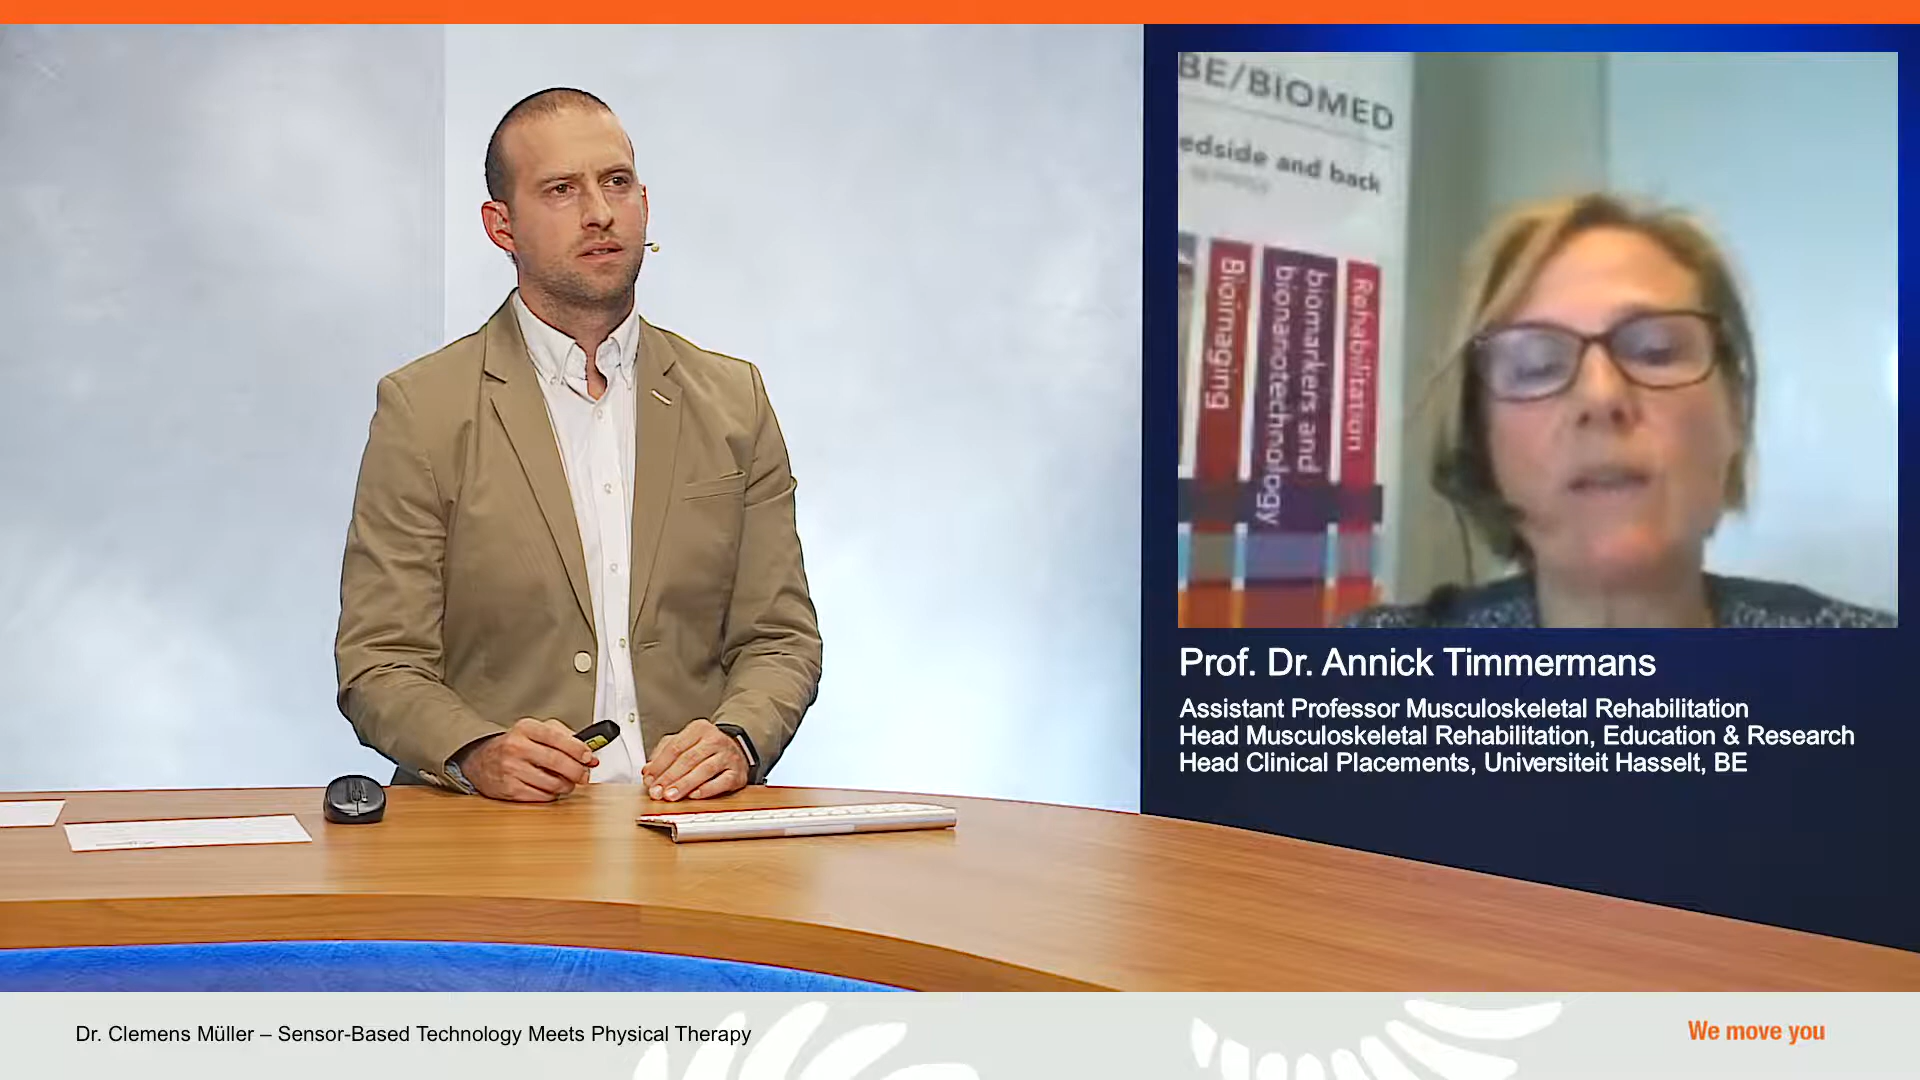 BE/BIOMED
edside and back
Bioimaging
biomarkers and
bionanotechnology
Rehabilitation
Prof. Dr. Annick Timmermans
Assistant Professor Musculoskeletal Rehabilitation
Head Musculoskeletal Rehabilitation, Education & Research
Head Clinical Placements, Universiteit Hasselt, BE
Dr. Clemens Müller – Sensor-Based Technology Meets Physical Therapy
We move you